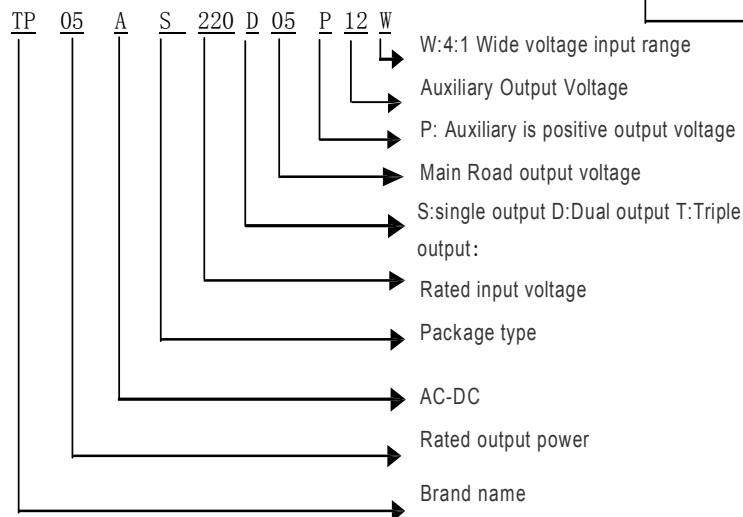 TP 05 A S 220 D 05 P 12 W
W:4:1 Wide voltage input range
Auxiliary Output Voltage
P: Auxiliary is positive output voltage
Main Road output voltage
S:single output D:Dual output T:Triple
output：
Rated input voltage
Package type
AC-DC
Rated output power
Brand name